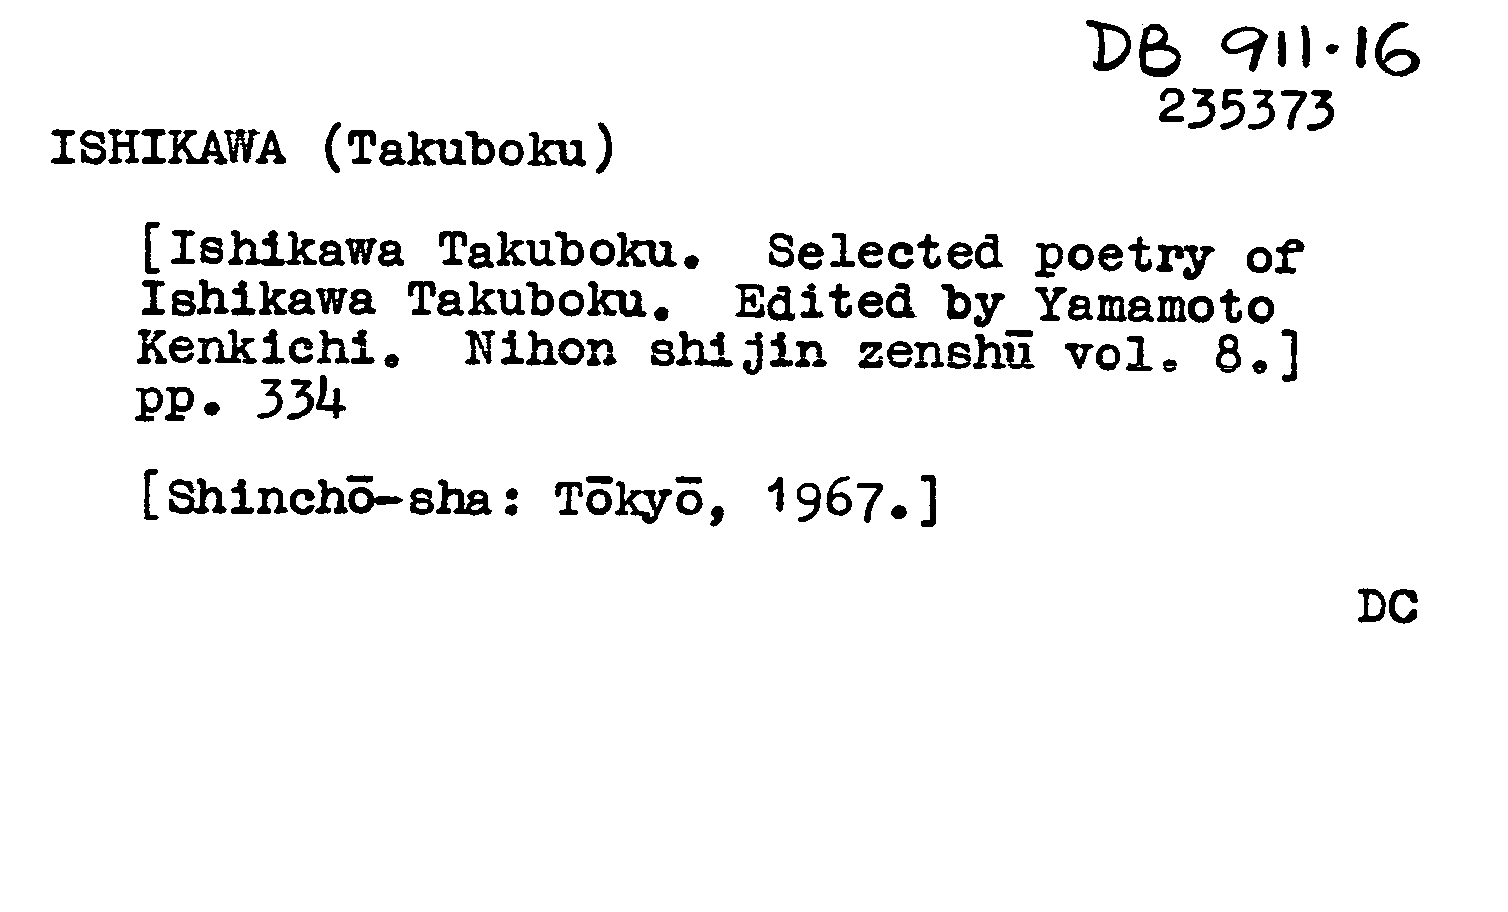 DB 911.16
235373
ISHIKAWA (Takuboku)
[Ishikawa Takuboku. Selected poetry of
Ishikawa Takuboku. Edited by Yamamoto
Kenkichi. Nihon shijin zenshū vol. 8.]
pp. 334
[Shinchō-sha: Tōkyō, 1967.]
DC